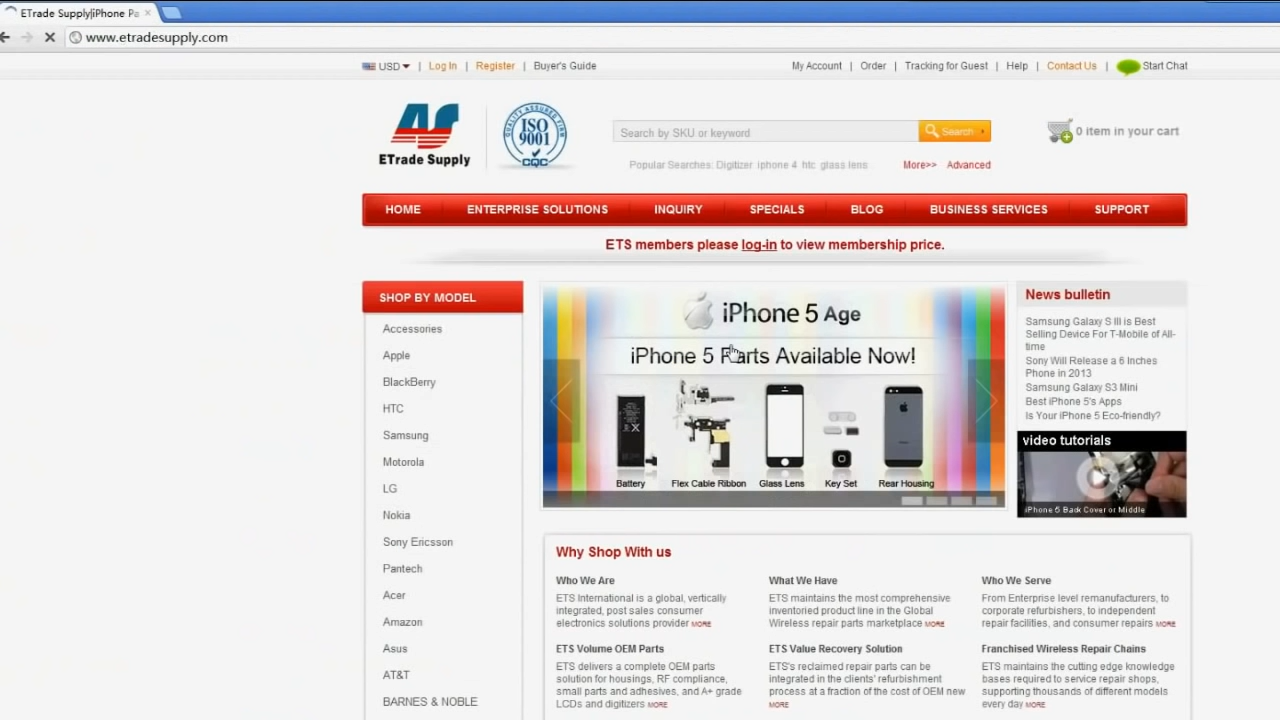 ETrade Supply|iPhone Pa
www.etradesupply.com
USD | Log In | Register | Buyer's Guide
My Account | Order | Tracking for Guest | Help | Contact Us | Start Chat
AS
ETrade Supply
QUALITY ASSURED FIRM
ISO
9001
CQC
Search by SKU or keyword
Search
0 item in your cart
Popular Searches: Digitizer iphone 4 htc glass lens
More>> Advanced
HOME ENTERPRISE SOLUTIONS INQUIRY SPECIALS BLOG BUSINESS SERVICES SUPPORT
ETS members please log-in to view membership price.
SHOP BY MODEL
Accessories
Apple
BlackBerry
HTC
Samsung
Motorola
LG
Nokia
Sony Ericsson
Pantech
Acer
Amazon
Asus
AT&T
BARNES & NOBLE
iPhone 5 Age
iPhone 5 Parts Available Now!
Battery Flex Cable Ribbon Glass Lens Key Set Rear Housing
News bulletin
Samsung Galaxy S III is Best
Selling Device For T-Mobile of All-
time
Sony Will Release a 6 Inches
Phone in 2013
Samsung Galaxy S3 Mini
Best iPhone 5's Apps
Is Your iPhone 5 Eco-friendly?
video tutorials
iPhone 5 Back Cover or Middle
Why Shop With us
Who We Are
ETS International is a global, vertically
integrated, post sales consumer
electronics solutions provider MORE
What We Have
ETS maintains the most comprehensive
inventoried product line in the Global
Wireless repair parts marketplace MORE
Who We Serve
From Enterprise level remanufacturers, to
corporate refurbishers, to independent
repair facilities, and consumer repairs MORE
ETS Volume OEM Parts
ETS delivers a complete OEM parts
solution for housings, RF compliance,
small parts and adhesives, and A+ grade
LCDs and digitizers MORE
ETS Value Recovery Solution
ETS's reclaimed repair parts can be
integrated in the clients' refurbishment
process at a fraction of the cost of OEM new
MORE
Franchised Wireless Repair Chains
ETS maintains the cutting edge knowledge
bases required to service repair shops,
supporting thousands of different models
every day MORE